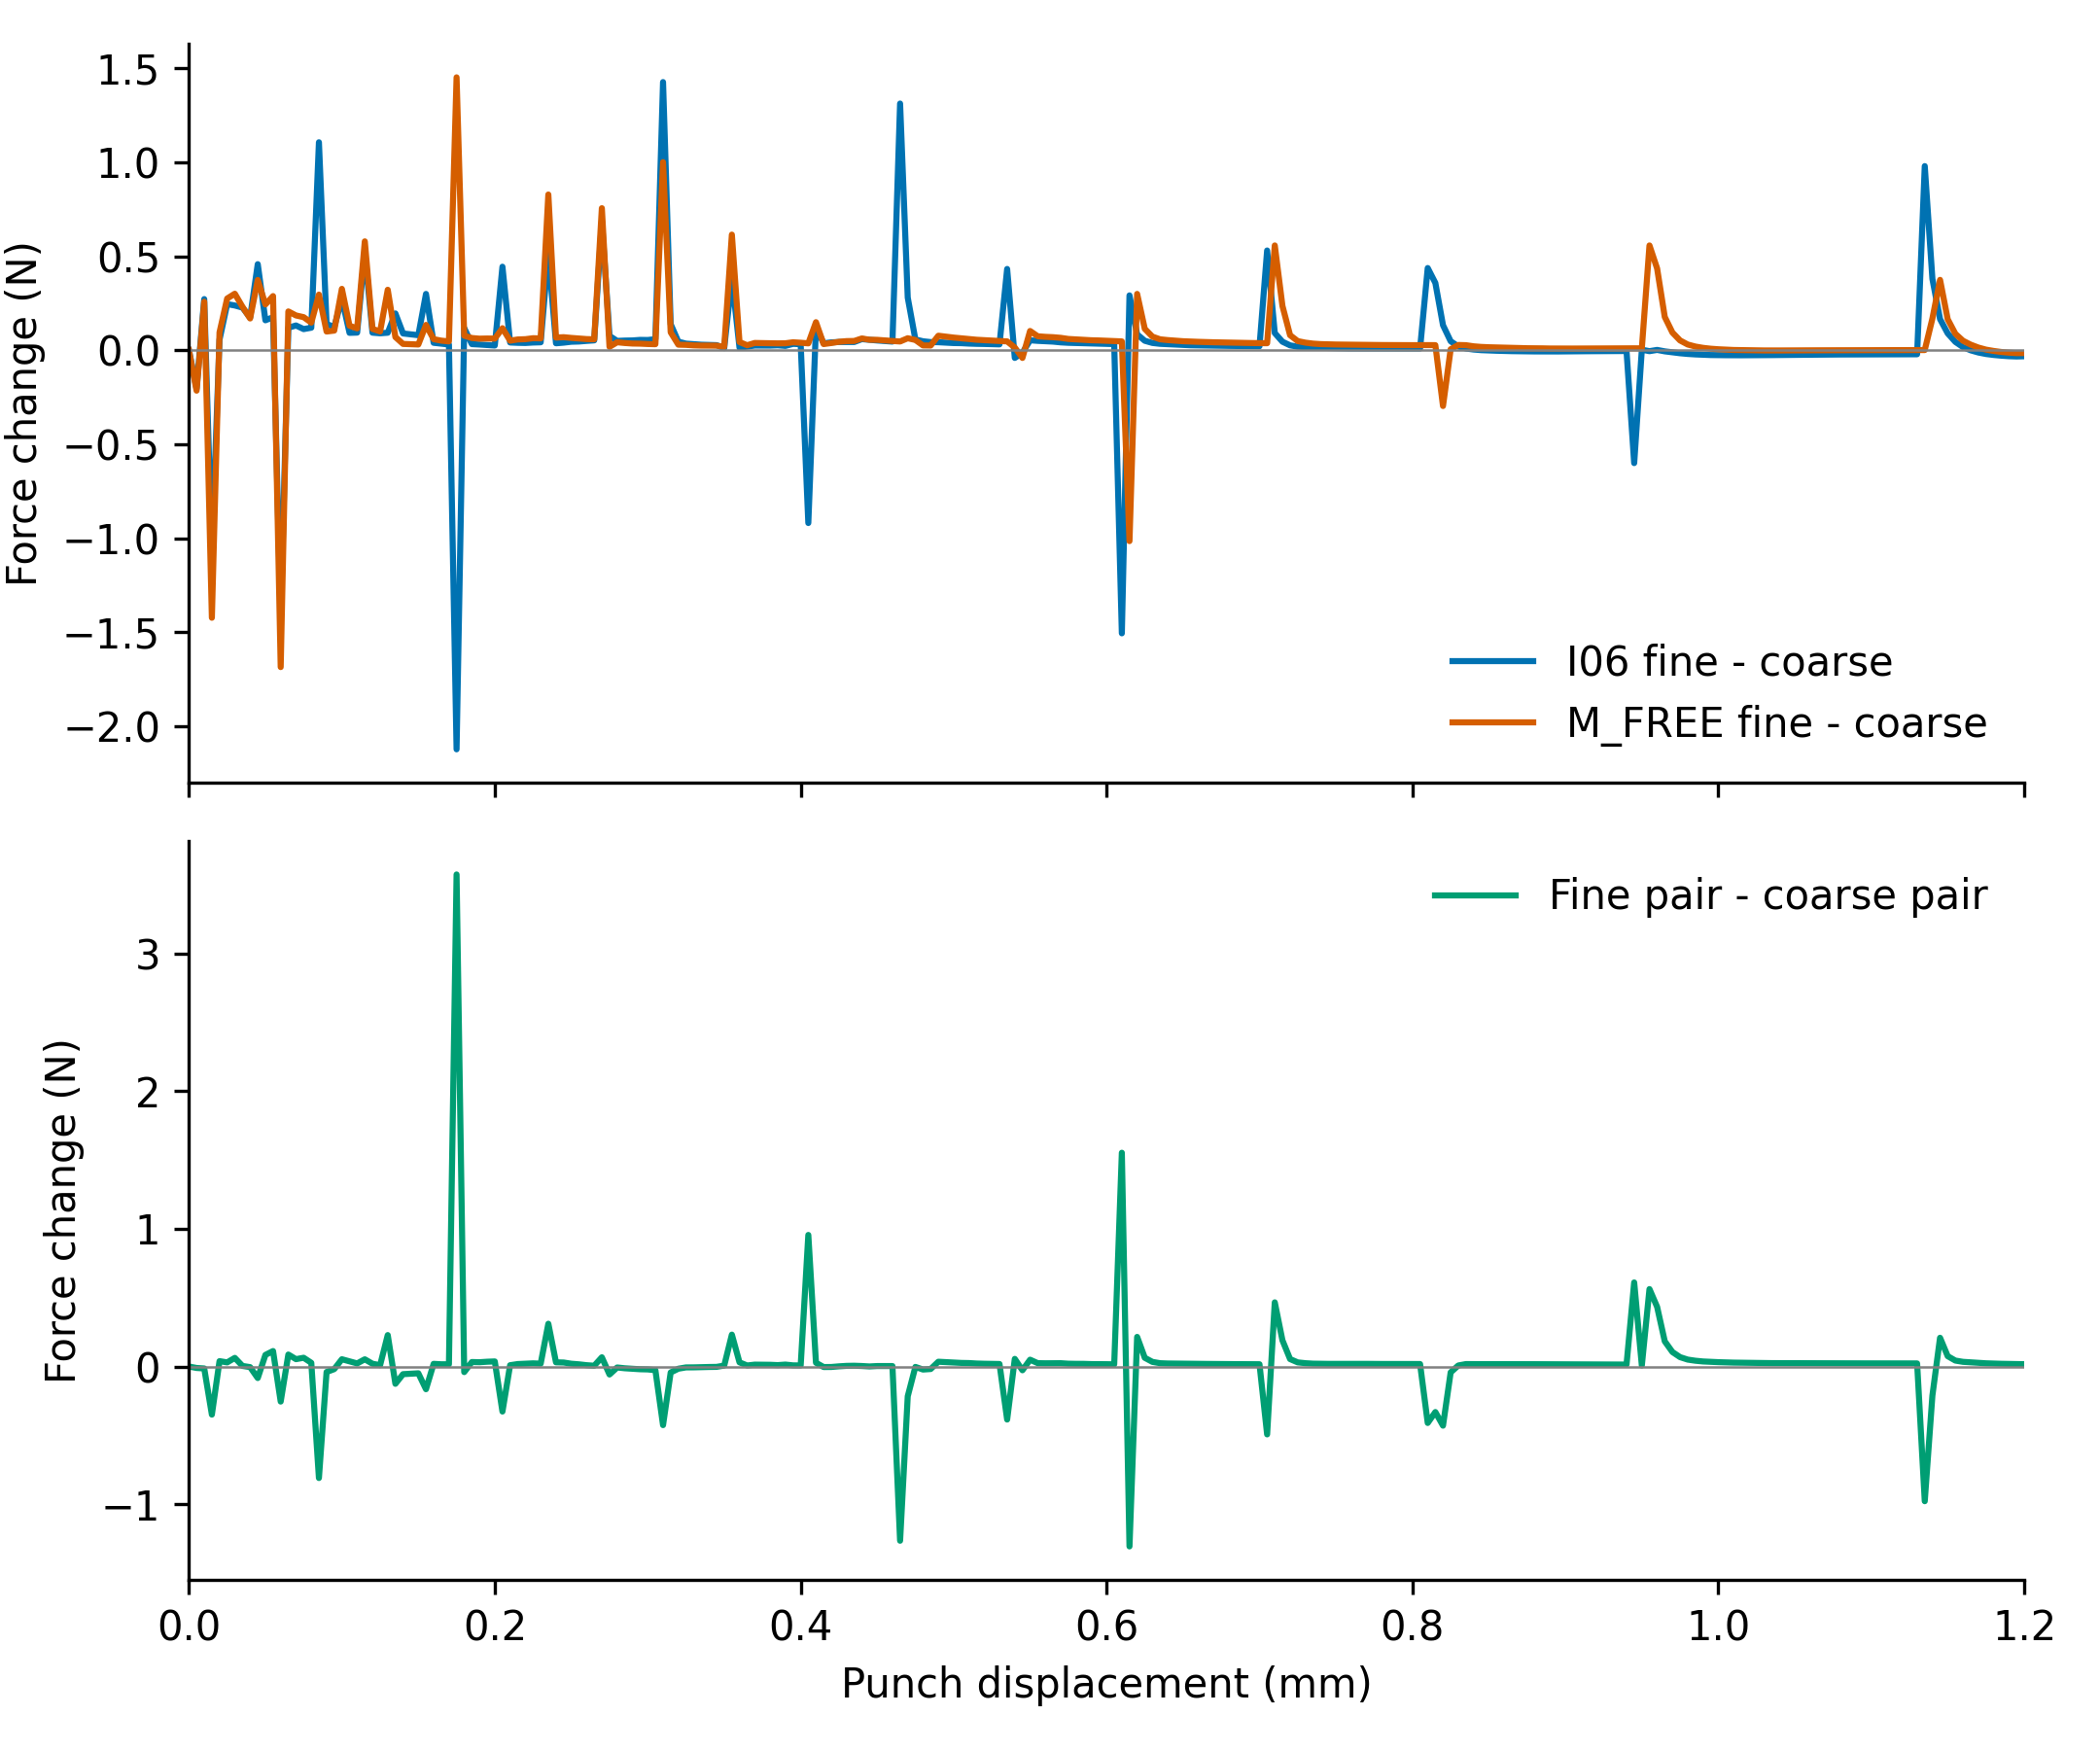 1.5
1.0
0.5
0.0
−0.5
−1.0
−1.5
−2.0
Force change (N)
I06 fine - coarse
M_FREE fine - coarse
Fine pair - coarse pair
3
2
1
0
−1
Force change (N)
0.0 0.2 0.4 0.6 0.8 1.0 1.2
Punch displacement (mm)